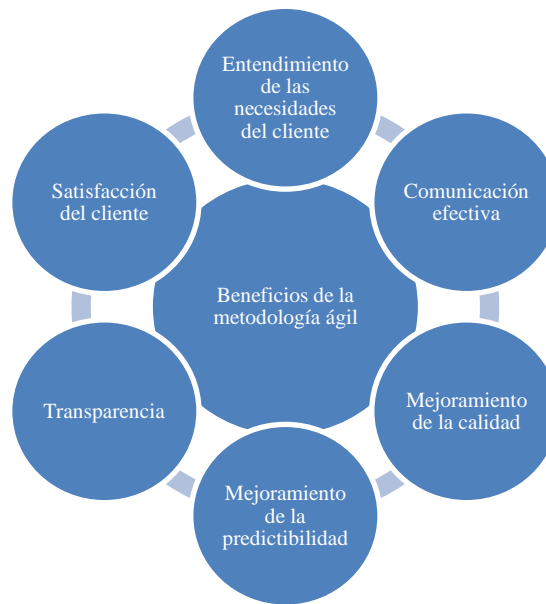 Entendimiento
de las
necesidades
del cliente
Comunicación
efectiva
Mejoramiento
de la calidad
Mejoramiento
de la
predictibilidad
Transparencia
Satisfacción
del cliente
Beneficios de la
metodología ágil